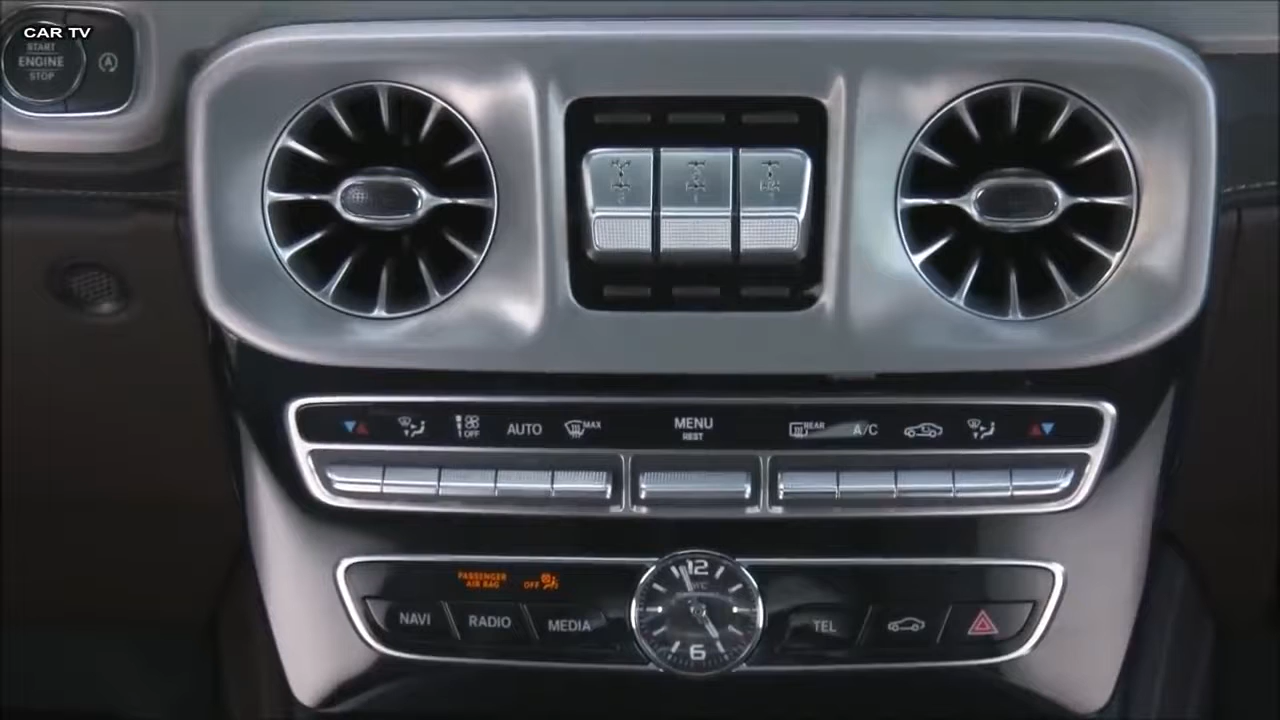 CAR TV
START
ENGINE
STOP
OFF
AUTO
MAX
MENU
REST
REAR
A/C
PASSENGER
AIR BAG
OFF
12
IWC
6
NAVI
RADIO
MEDIA
TEL